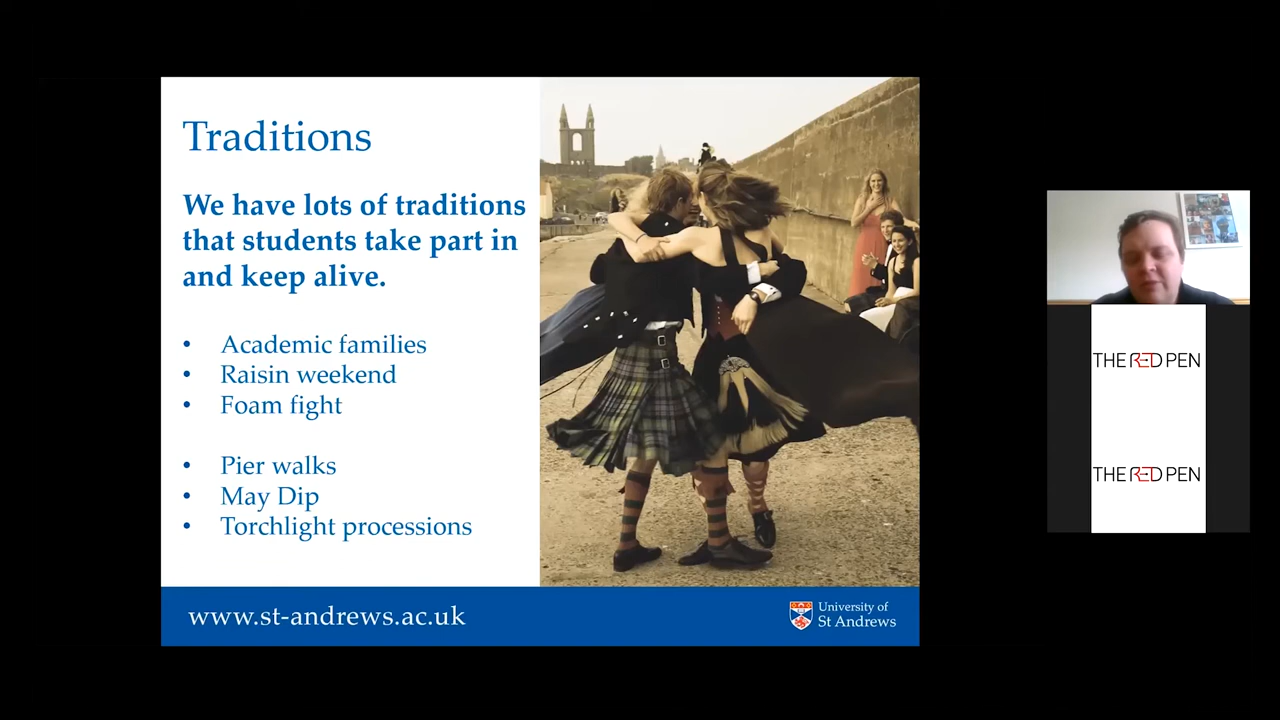 Traditions
We have lots of traditions
that students take part in
and keep alive.
• Academic families
• Raisin weekend
• Foam fight
• Pier walks
• May Dip
• Torchlight processions
www.st-andrews.ac.uk
University of
St Andrews
THE RED PEN
THE RED PEN